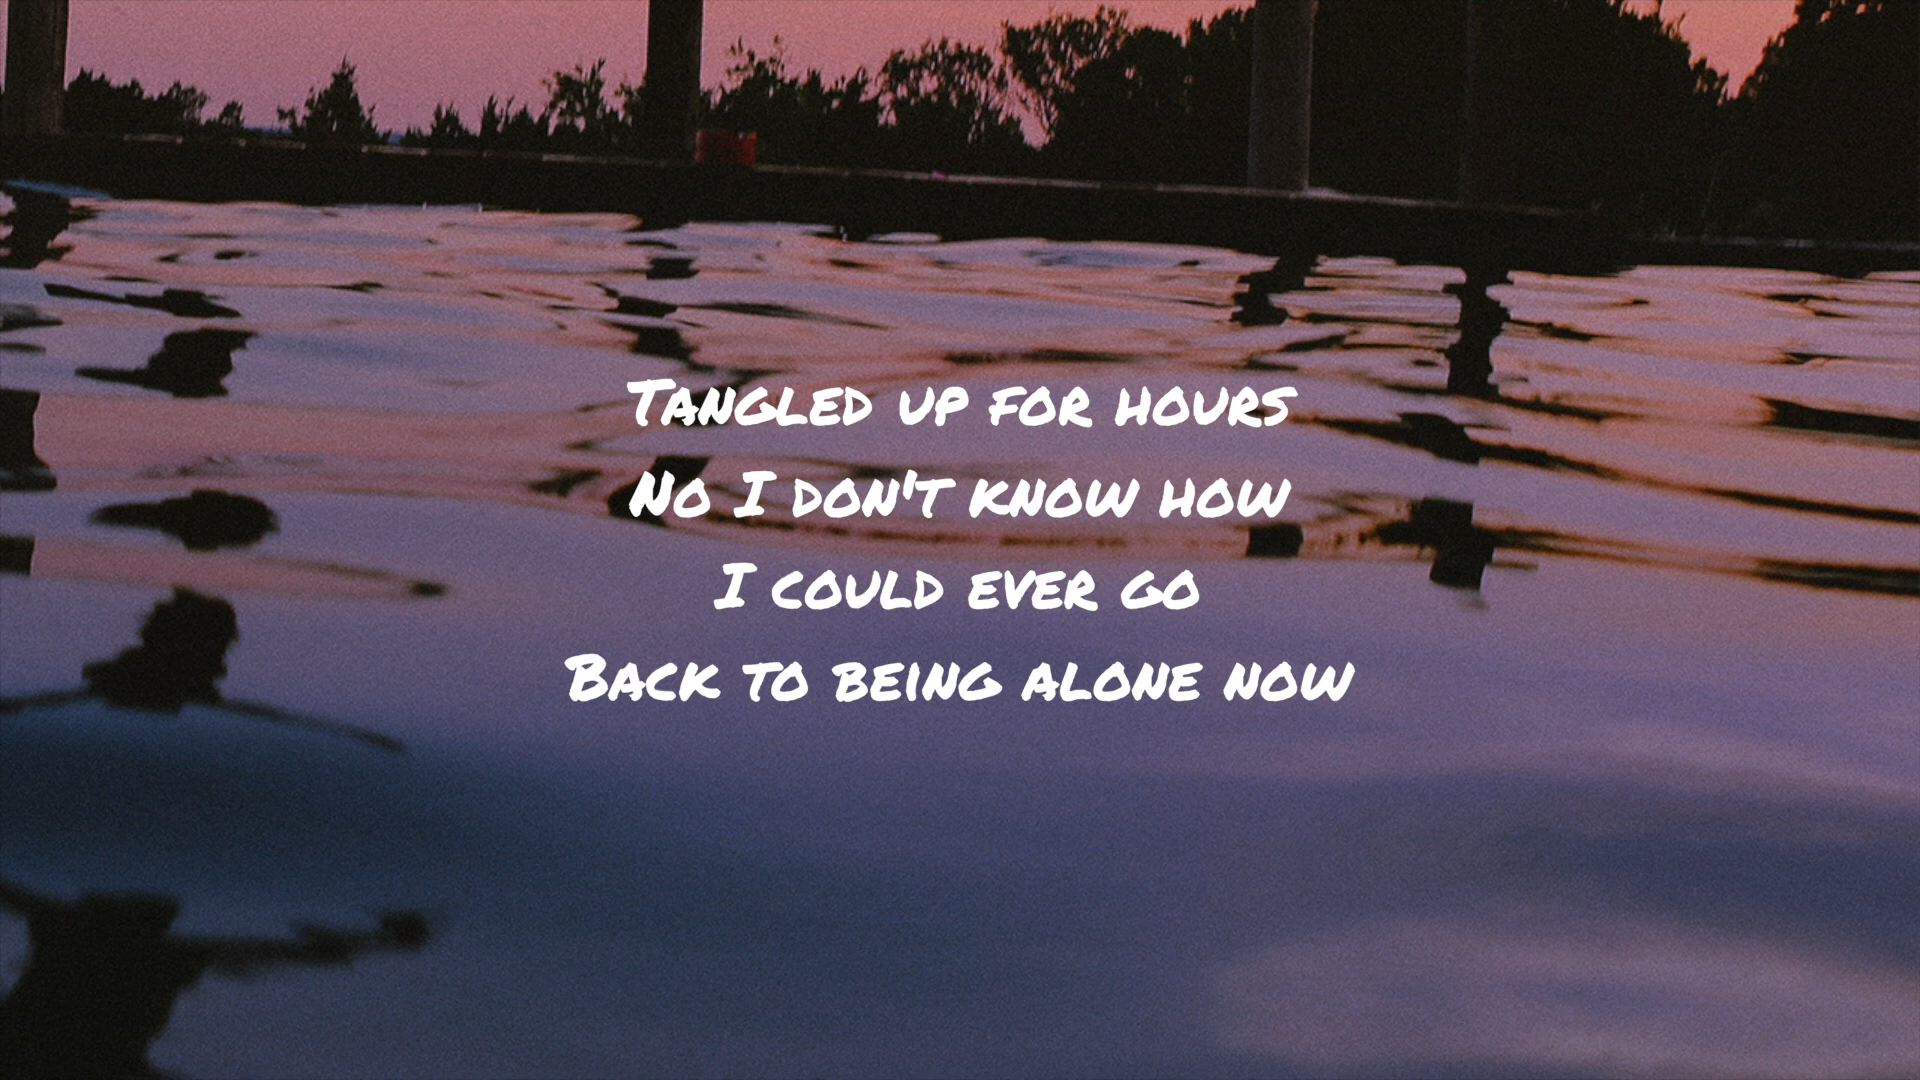 Tangled up for hours
No I don't know how
I could ever go
Back to being alone now